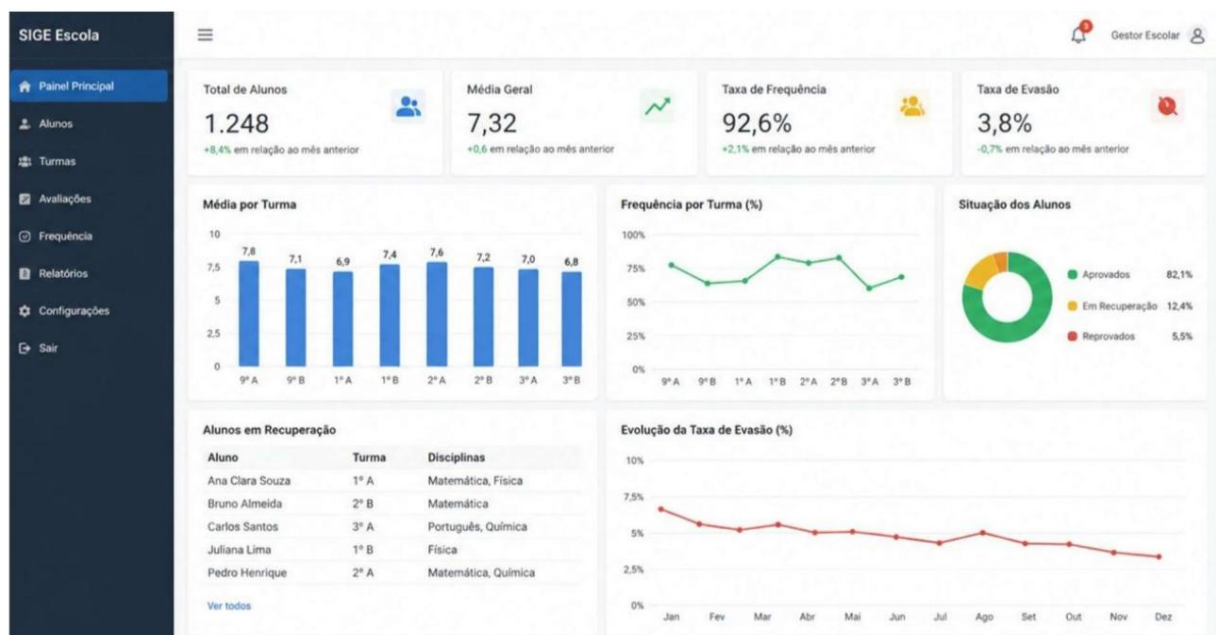 SIGE Escola
5
Gestor Escolar
Painel Principal
Alunos
Turmas
Avaliações
Frequência
Relatórios
Configurações
Sair
Total de Alunos
1.248
+8,4% em relação ao mês anterior
Média Geral
7,32
+0,6 em relação ao mês anterior
Taxa de Frequência
92,6%
+2,1% em relação ao mês anterior
Taxa de Evasão
3,8%
-0,7% em relação ao mês anterior
Média por Turma
10
7,5
5
2,5
0
7,8 7,1 6,9 7,4 7,6 7,2 7,0 6,8
9º A 9º B 1º A 1º B 2º A 2º B 3º A 3º B
Frequência por Turma (%)
100%
75%
50%
25%
0%
9º A 9º B 1º A 1º B 2º A 2º B 3º A 3º B
Situação dos Alunos
Aprovados 82,1%
Em Recuperação 12,4%
Reprovados 5,5%
Alunos em Recuperação
Aluno Turma Disciplinas
Ana Clara Souza 1º A Matemática, Física
Bruno Almeida 2º B Matemática
Carlos Santos 3º A Português, Química
Juliana Lima 1º B Física
Pedro Henrique 2º A Matemática, Química
Ver todos
Evolução da Taxa de Evasão (%)
10%
7,5%
5%
2,5%
0%
Jan Fev Mar Abr Mai Jun Jul Ago Set Out Nov Dez